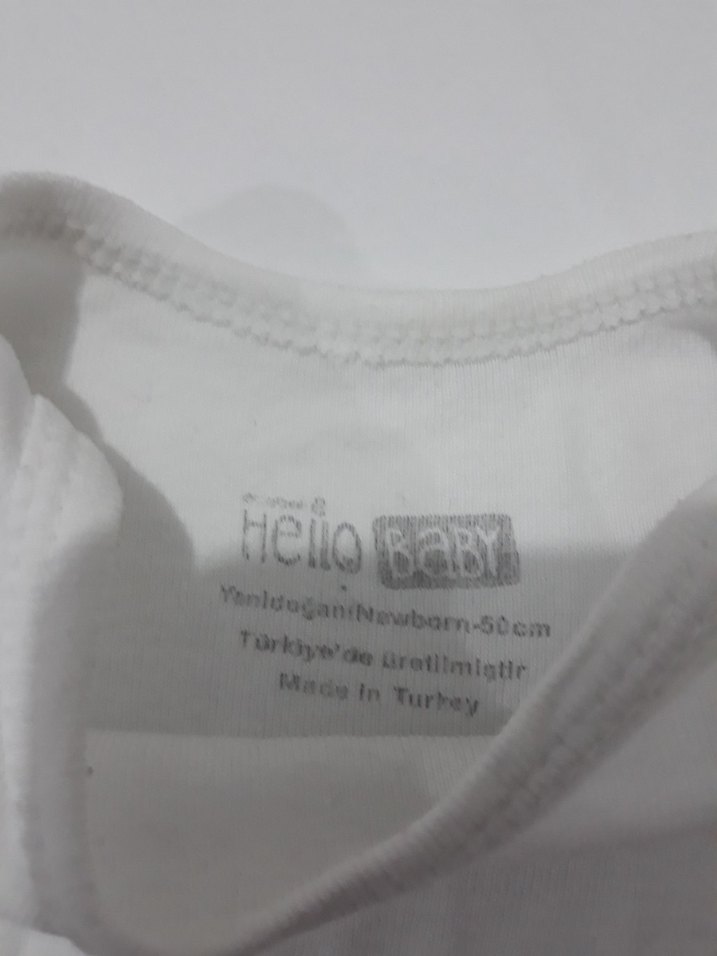 Hello BABY
Yenidoğan/Newborn-50cm
Türkiye'de üretilmiştir
Made in Turkey